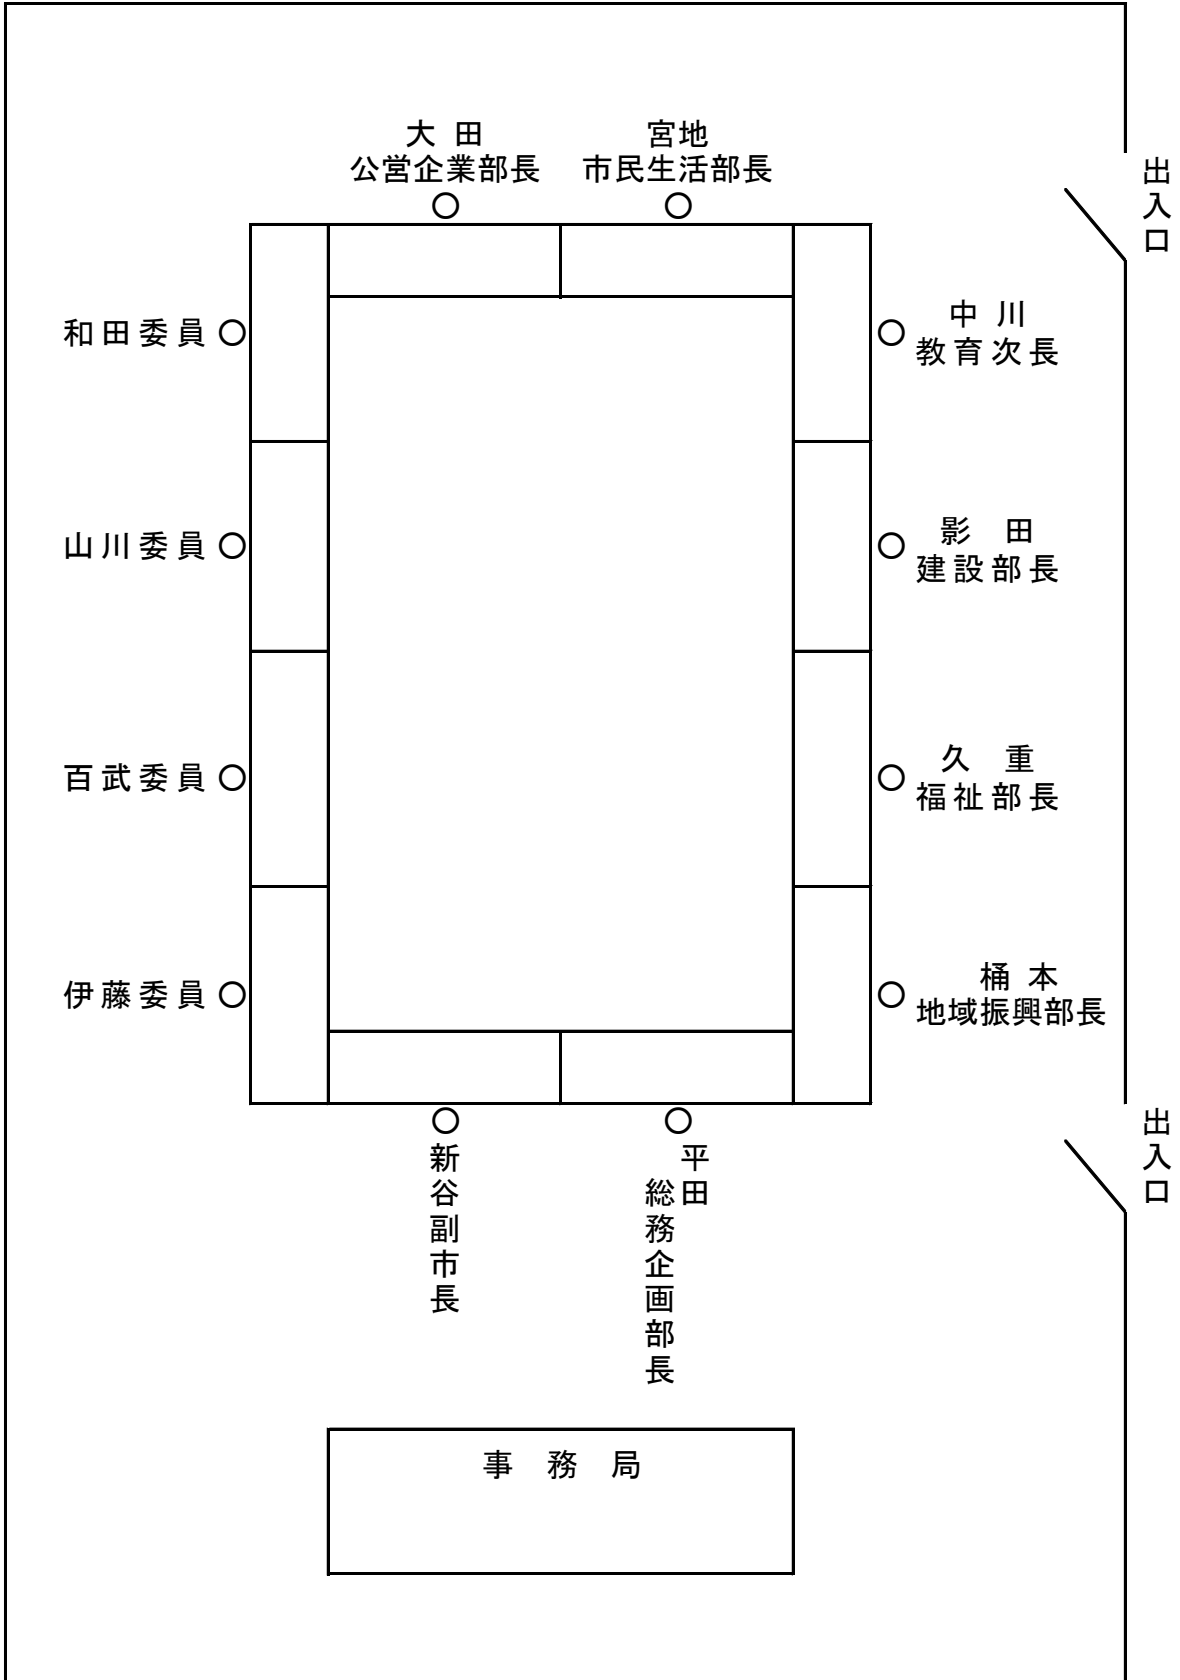 大田
公営企業部長
宮地
市民生活部長
出入口
和田委員
中川
教育次長
山川委員
影田
建設部長
百武委員
久重
福祉部長
伊藤委員
桶本
地域振興部長
出入口
新谷副市長
平田
総務企画部長
事務局